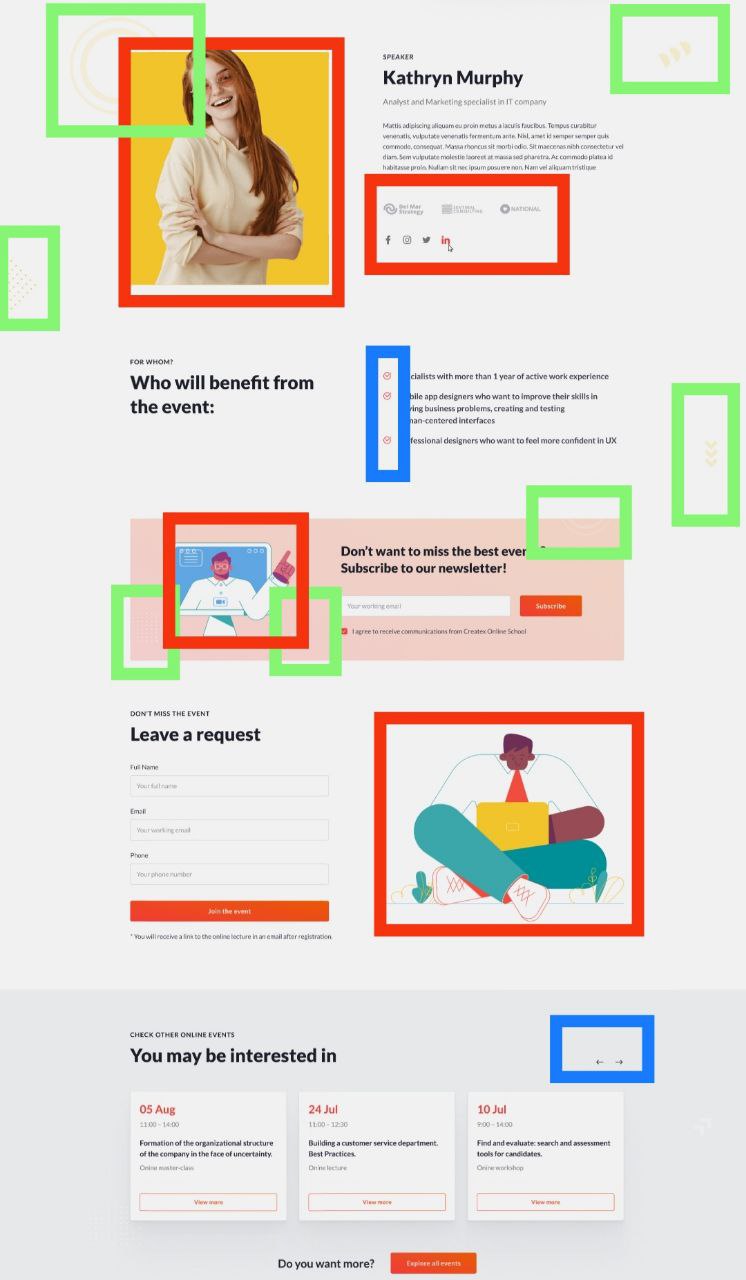 SPEAKER
Kathryn Murphy
Analyst and Marketing specialist in IT company
Mattis adipiscing aliquam eu proin metus a iaculis faucibus. Tempus curabitur
venenatis, vulputate venenatis fermentum ante. Nisi, amet id semper semper quis
commodo, consequat. Massa rhoncus sit morbi odio. Sit maecenas nibh consectetur vel
diam. Sem vulputate molestie laoreet at massa sed pharetra. Ac commodo platea id
habitasse proin. Nullam sit nec ipsum posuere non. Nam vel aliquam tristique
Bel Mar
Strategy
CONSULTING
NATIONAL
in
FOR WHOM?
Who will benefit from
the event:
cialists with more than 1 year of active work experience
bile app designers who want to improve their skills in
ing business problems, creating and testing
an-centered interfaces
fessional designers who want to feel more confident in UX
Don't want to miss the best even ?
Subscribe to our newsletter!
Your working email
Subscribe
I agree to receive communications from Createx Online School
DON'T MISS THE EVENT
Leave a request
Full Name
Your full name
Email
Your working email
Phone
Your phone number
Join the event
* You will receive a link to the online lecture in an email after registration.
CHECK OTHER ONLINE EVENTS
You may be interested in
← →
05 Aug
11:00 – 14:00
Formation of the organizational structure
of the company in the face of uncertainty.
Online master-class
View more
24 Jul
11:00 – 12:30
Building a customer service department.
Best Practices.
Online lecture
View more
10 Jul
9:00 – 14:00
Find and evaluate: search and assessment
tools for candidates.
Online workshop
View more
Do you want more?
Explore all events